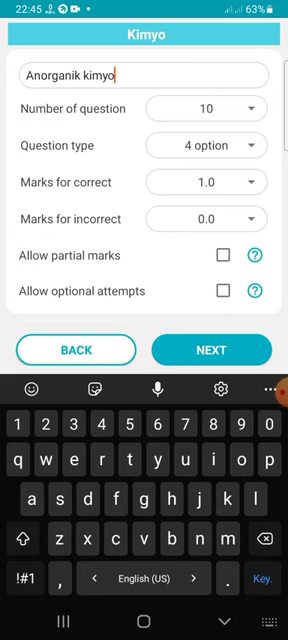 22:45 63%
Kimyo
Anorganik kimyo
Number of question 10
Question type 4 option
Marks for correct 1.0
Marks for incorrect 0.0
Allow partial marks ?
Allow optional attempts ?
BACK NEXT
1 2 3 4 5 6 7 8 9 0
q w e r t y u i o p
a s d f g h j k l
z x c v b n m
!#1 , < English (US) > . Key.